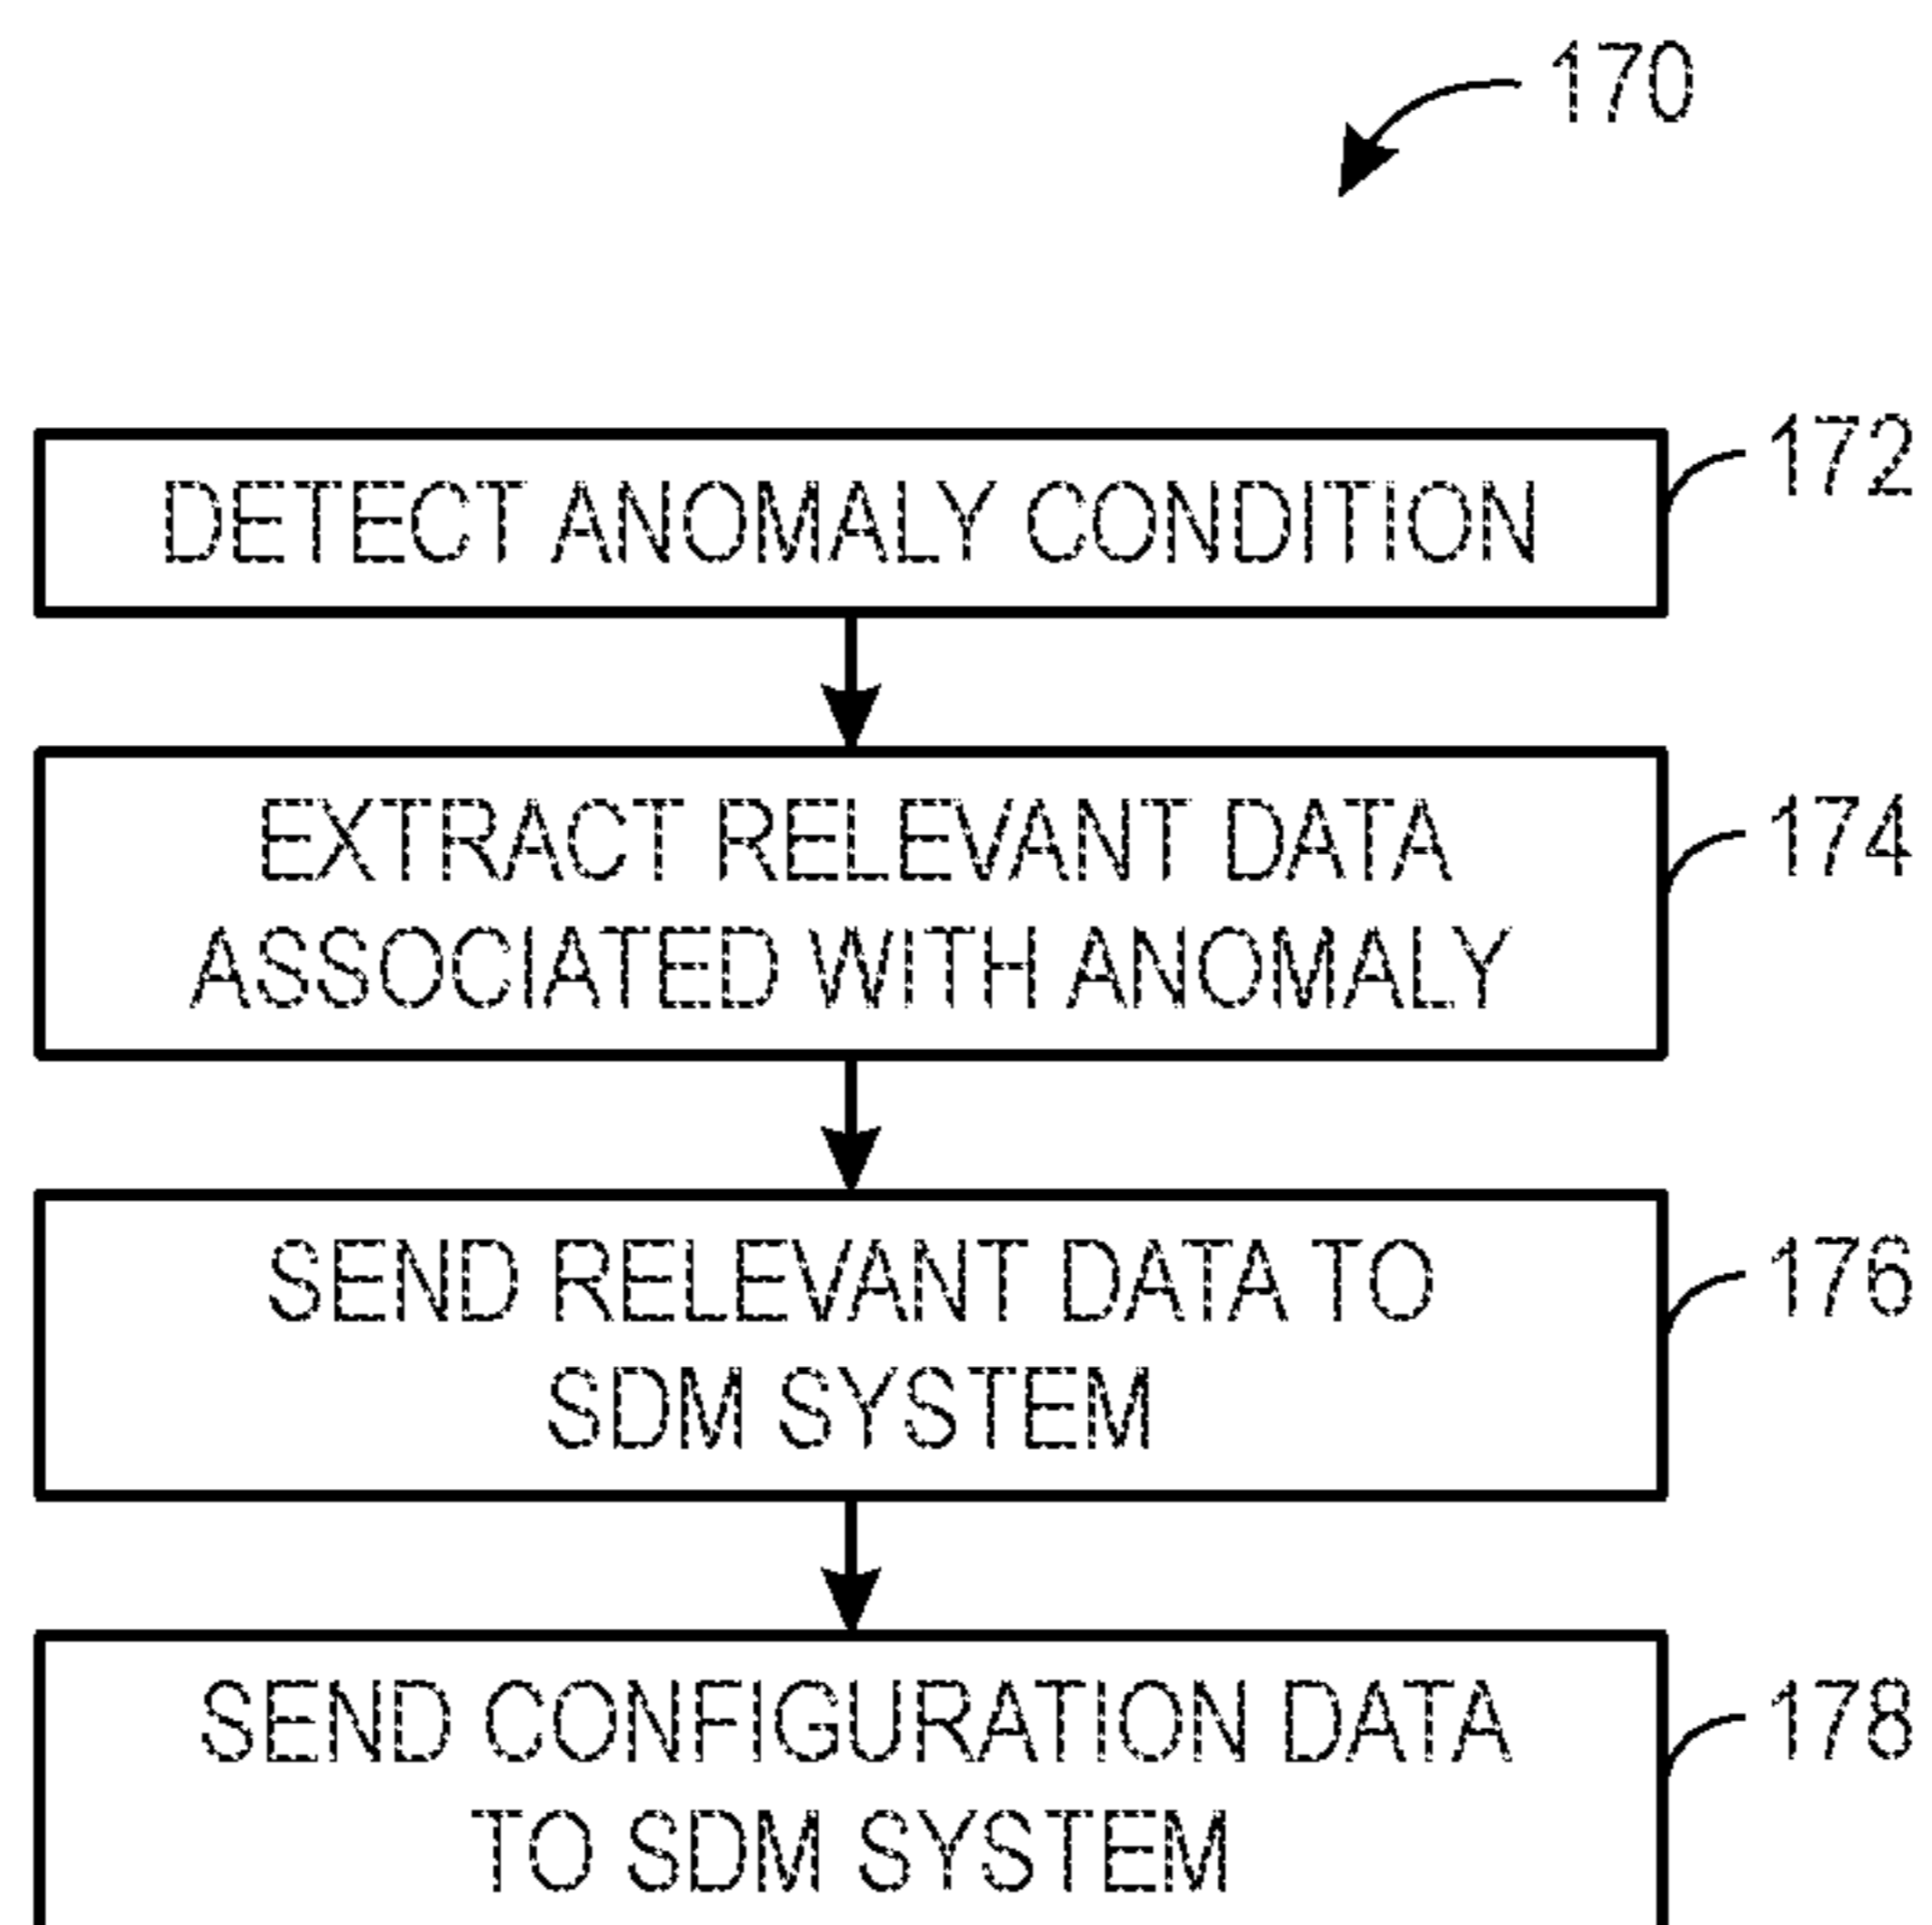 170
172
DETECT ANOMALY CONDITION
174
EXTRACT RELEVANT DATA
ASSOCIATED WITH ANOMALY
176
SEND RELEVANT DATA TO
SDM SYSTEM
178
SEND CONFIGURATION DATA
TO SDM SYSTEM